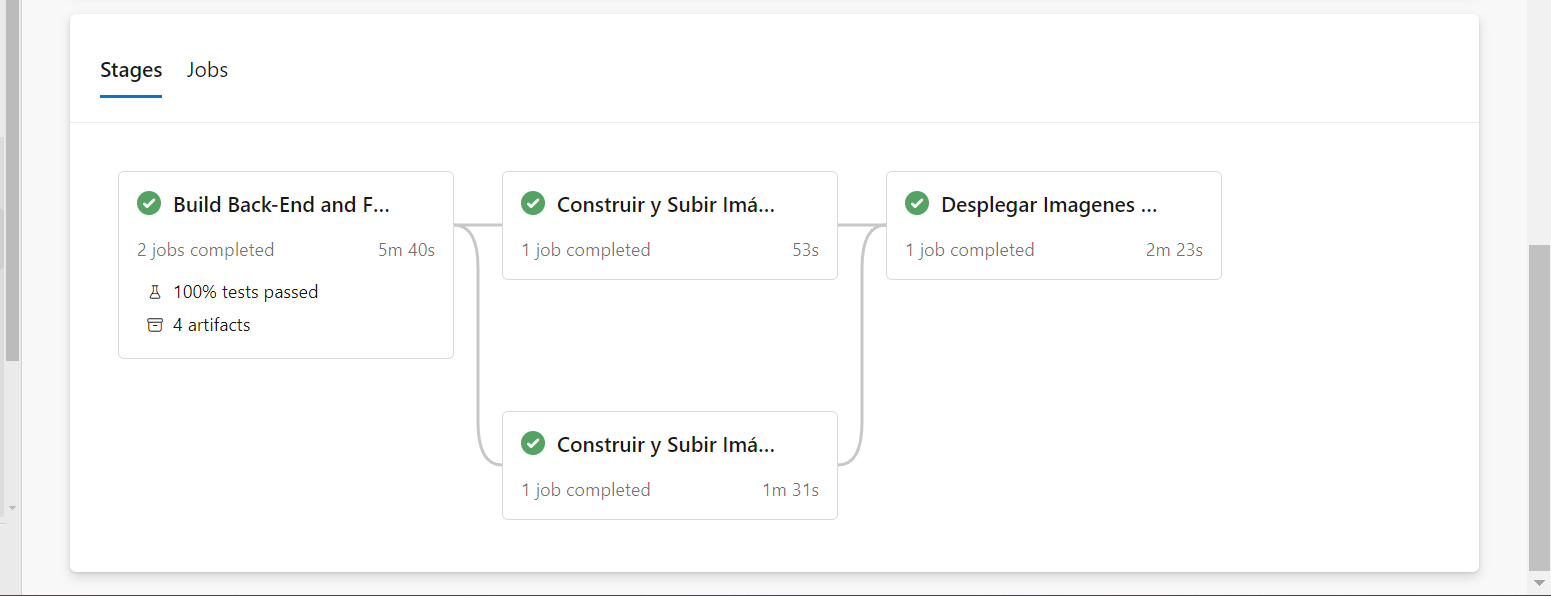 Stages Jobs
Build Back-End and F...
2 jobs completed 5m 40s
100% tests passed
4 artifacts
Construir y Subir Imá...
1 job completed 53s
Desplegar Imagenes ...
1 job completed 2m 23s
Construir y Subir Imá...
1 job completed 1m 31s